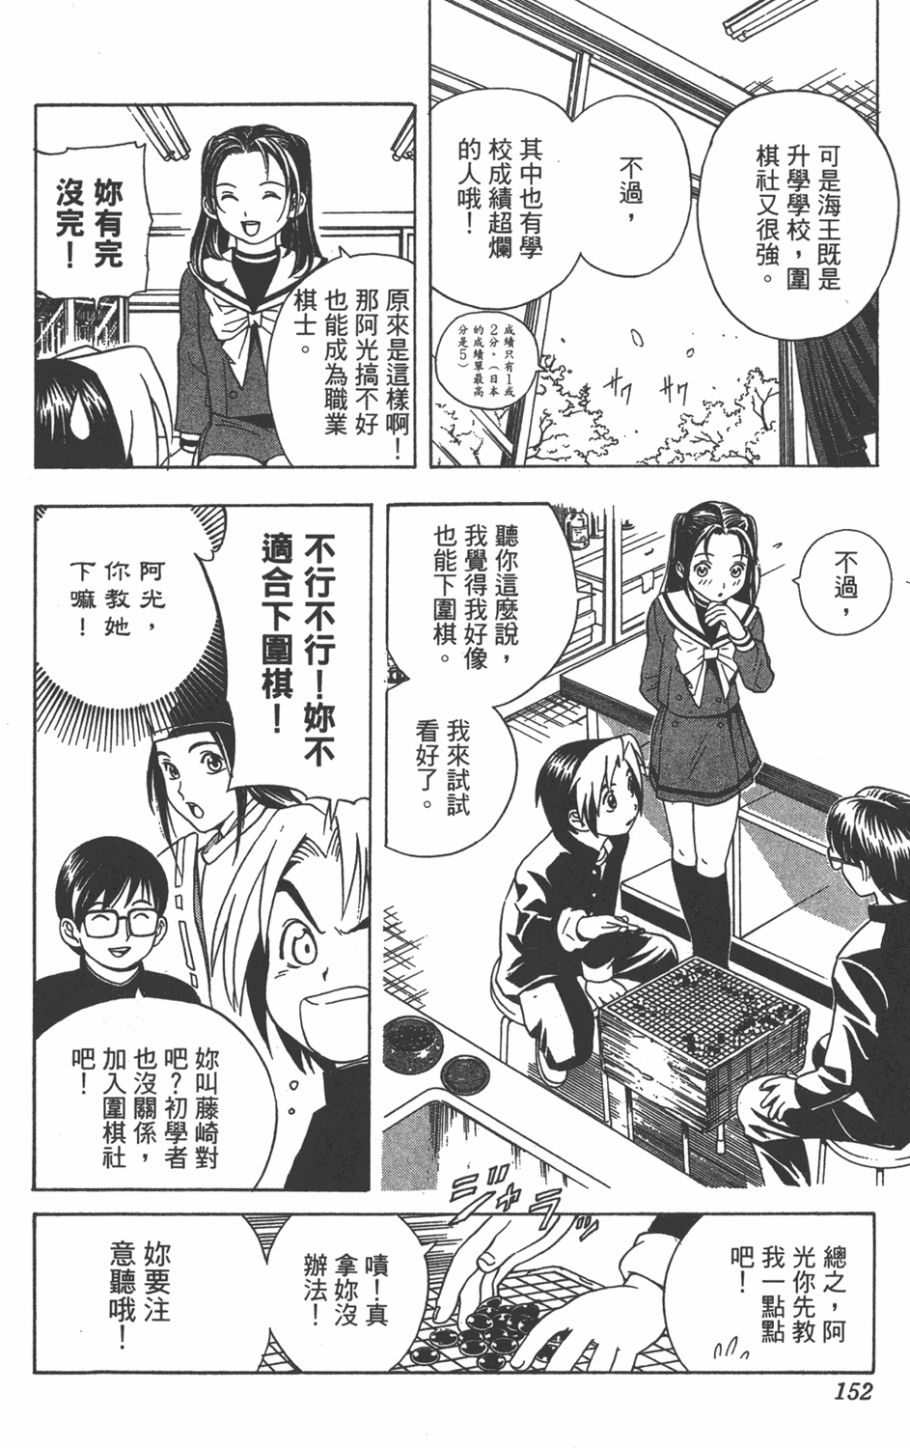 可是海王既是
升學學校，圍
棋社又很強。
不過，
其中也有學
校成績超爛
的人哦！
成績只有1或
2分。（日本
的成績單最高
分是5）
ザワ
ザワ
原來是這樣啊！
那阿光搞不好
也能成為職業
棋士。
妳有完
沒完！
不過，
聽你這麼說，
我覺得我好像
也能下圍棋。
我來試試
看好了。
不行不行！妳不
適合下圍棋！
阿光，
你教她
下嘛！
妳叫藤崎對
吧？初學者
也沒關係，
加入圍棋社
吧！
總之，阿
光你先教
我一點點
吧！
ジャラ
嘖！真
拿妳沒
辦法！
妳要注
意聽哦！
152